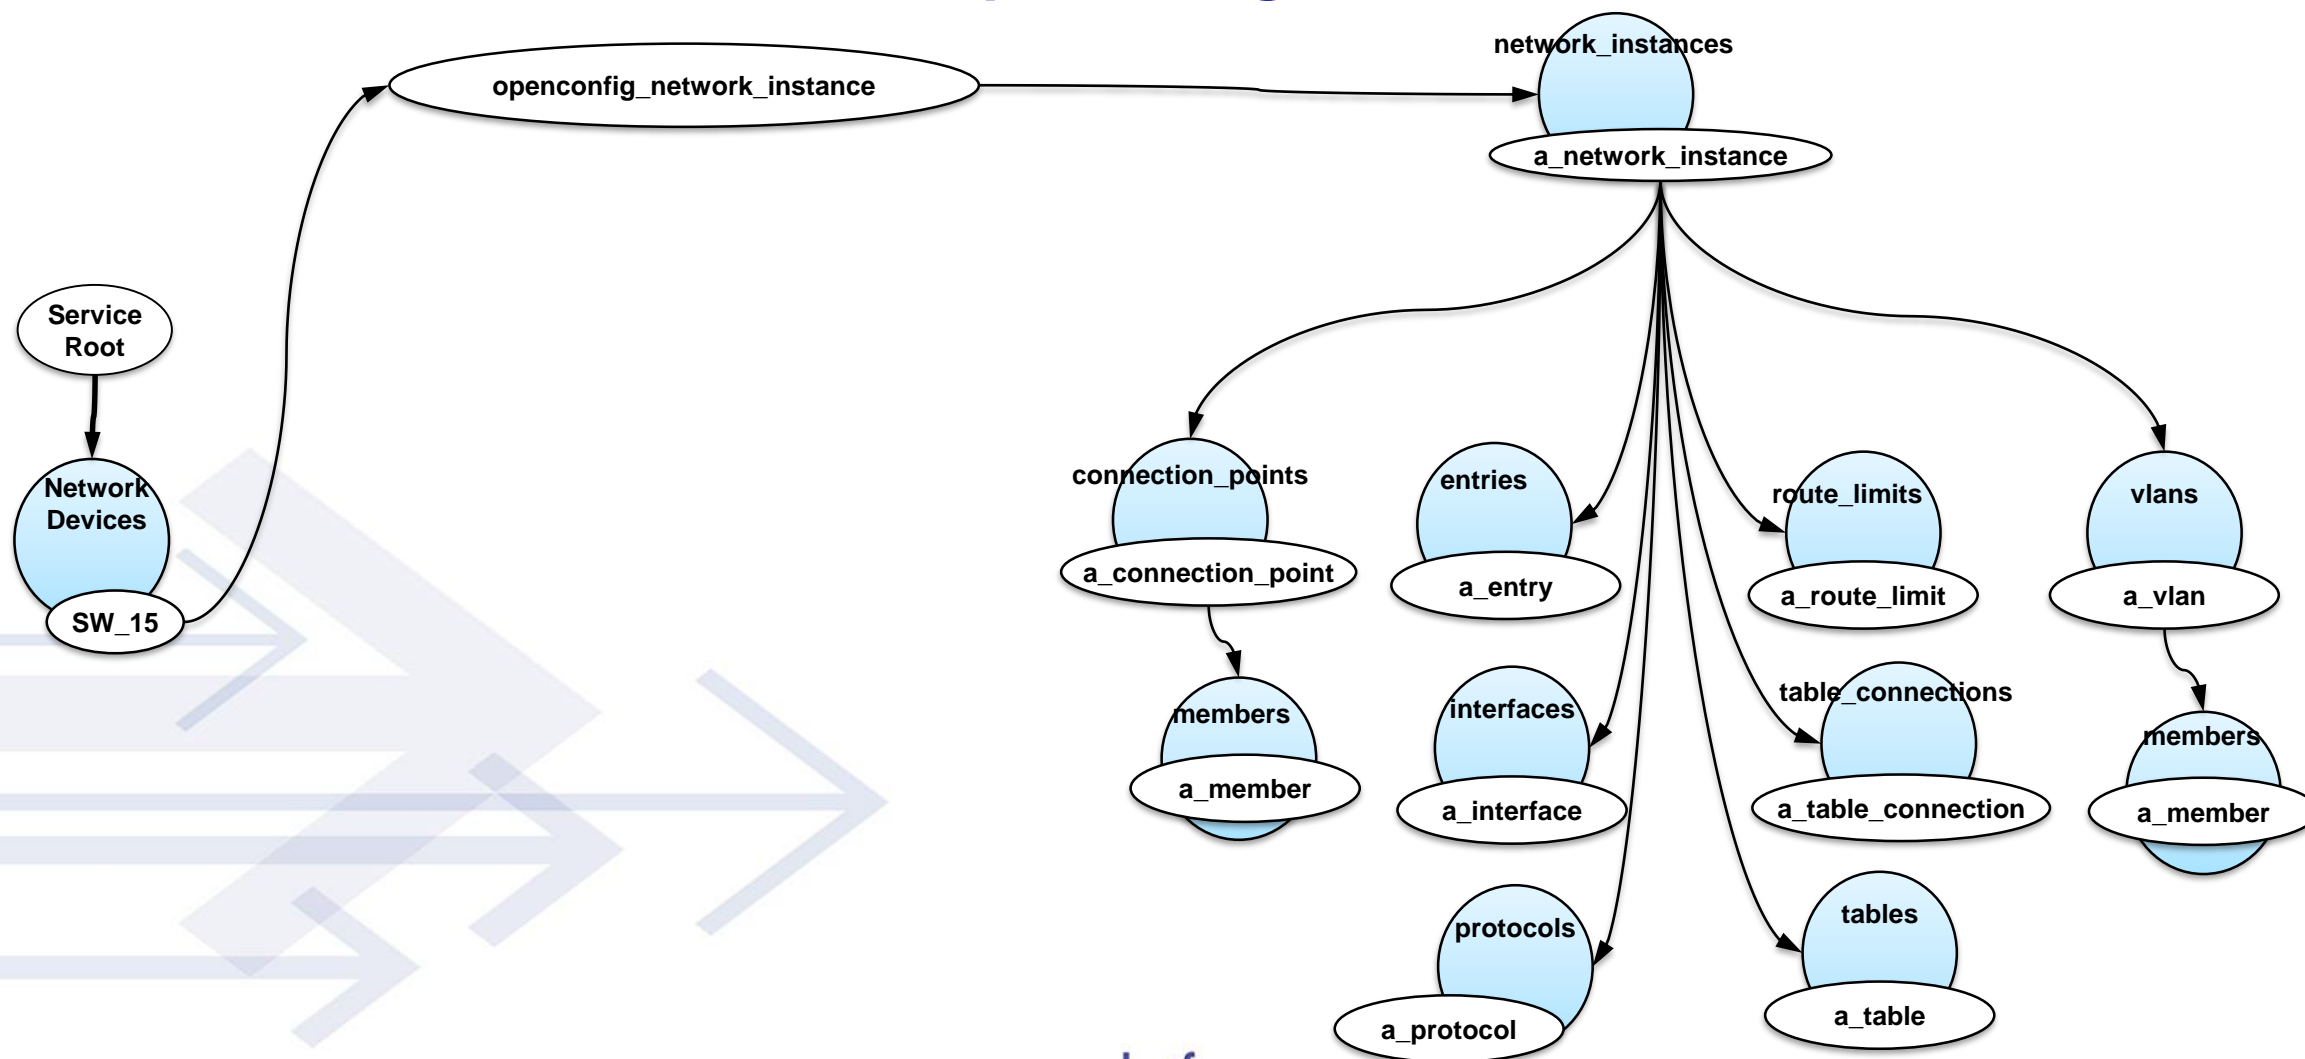 openconfig_network_instance
network_instances
a_network_instance
Service
Root
Network
Devices
SW_15
connection_points
a_connection_point
members
a_member
entries
a_entry
interfaces
a_interface
protocols
a_protocol
route_limits
a_route_limit
table_connections
a_table_connection
tables
a_table
vlans
a_vlan
members
a_member